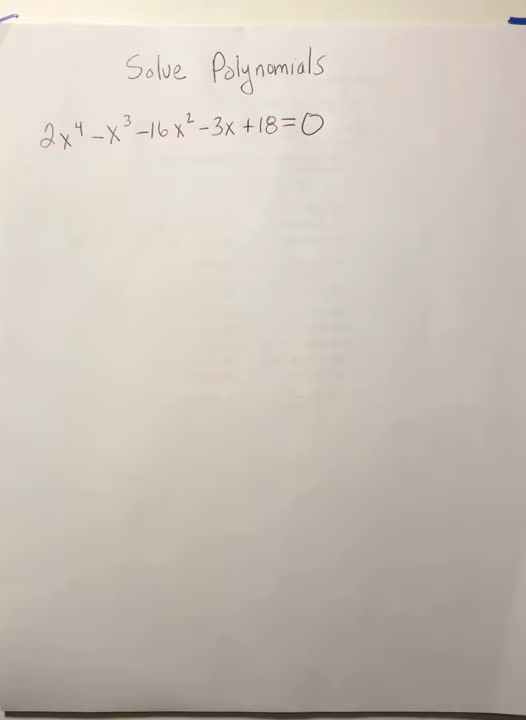 Solve Polynomials
2x⁴ - x³ - 16x² - 3x + 18 = 0